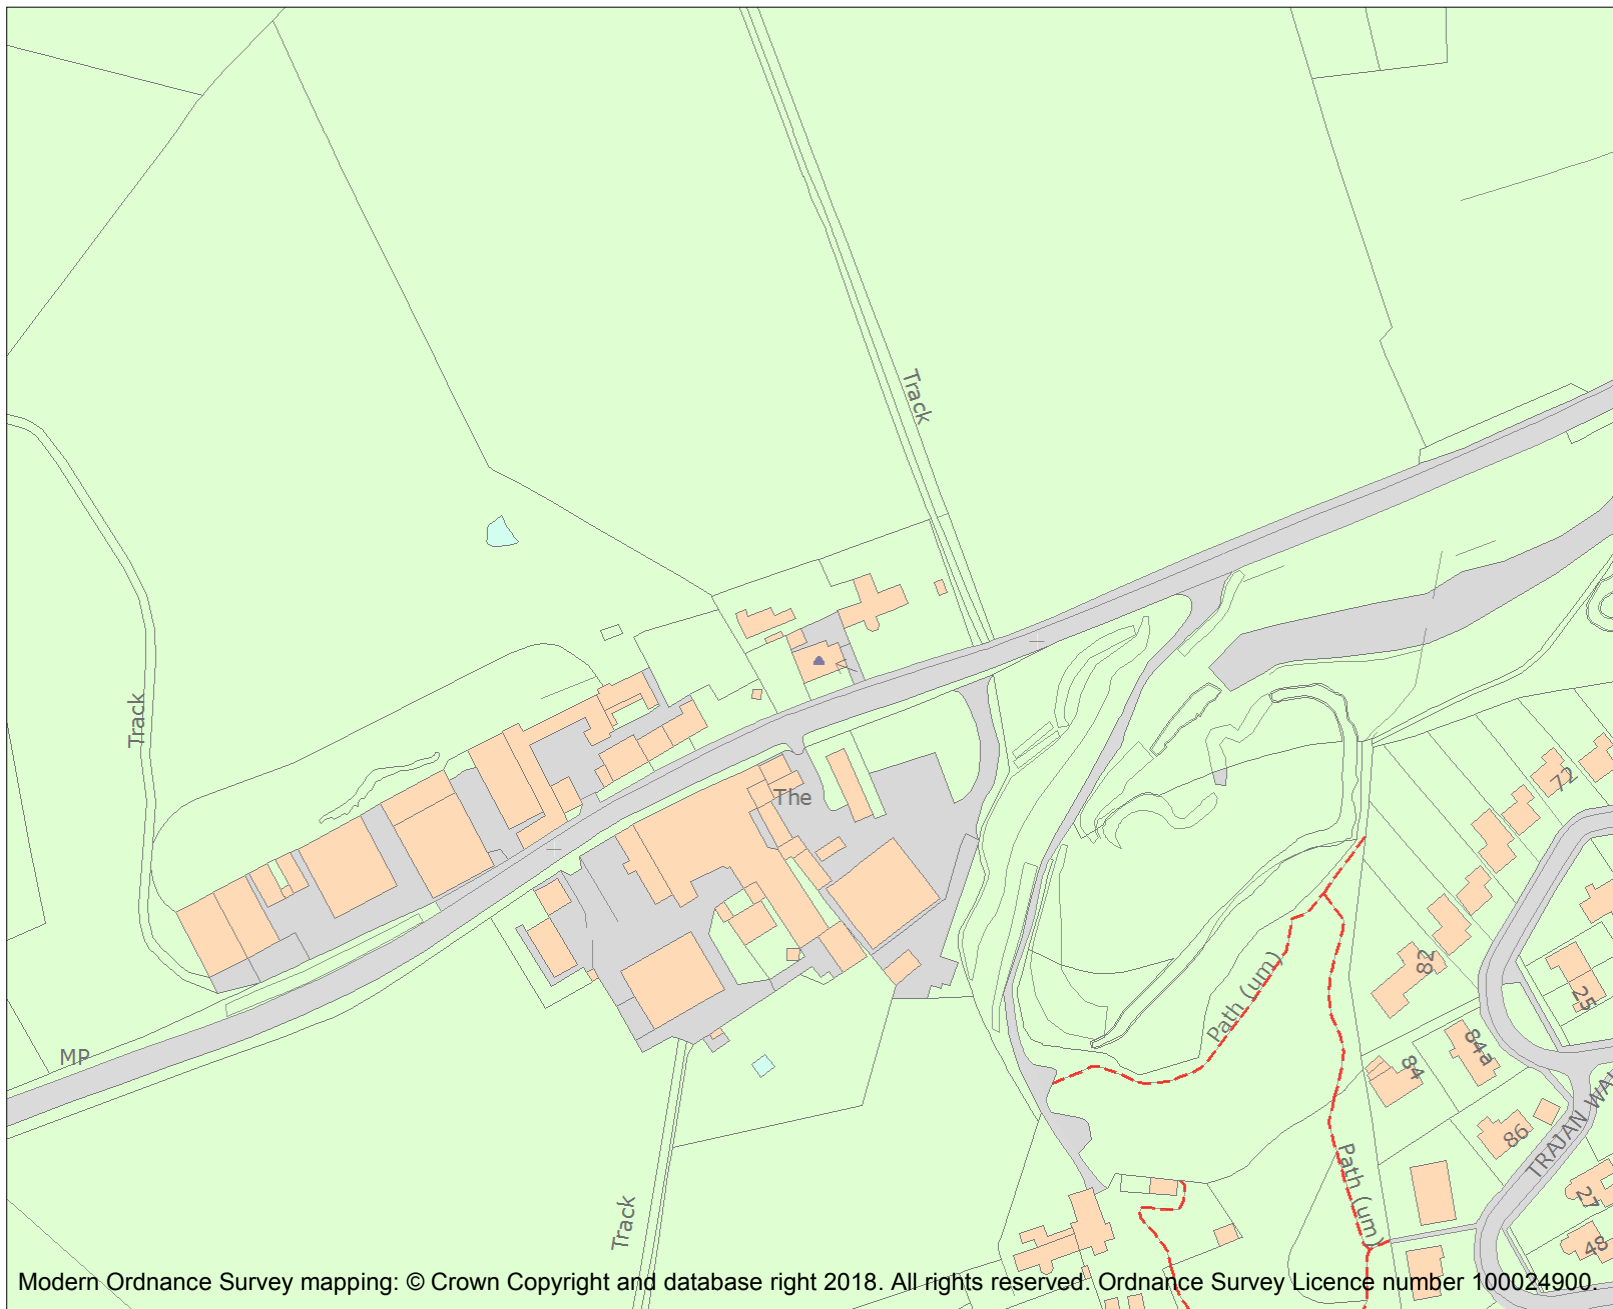 Track
Track
The
72
82
25
Path (um)
MP
84a
84
86
TRAJAN WA
Path (um)
27
Track
48
Modern Ordnance Survey mapping: © Crown Copyright and database right 2018. All rights reserved. Ordnance Survey Licence number 100024900.